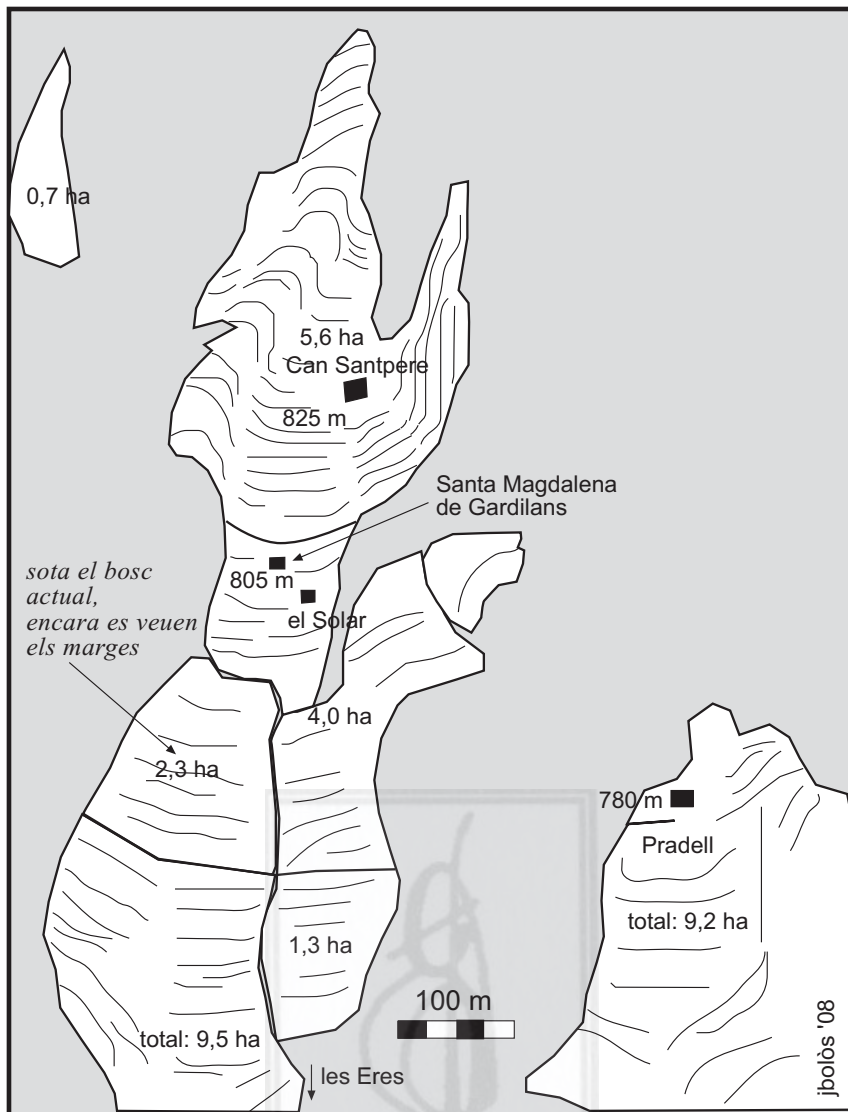 0,7 ha
5,6 ha
Can Santpere
825 m
Santa Magdalena
de Gardilans
sota el bosc
actual,
encara es veuen
els marges
805 m
el Solar
4,0 ha
2,3 ha
780 m
Pradell
total: 9,2 ha
1,3 ha
100 m
total: 9,5 ha
les Eres
jbolòs '08